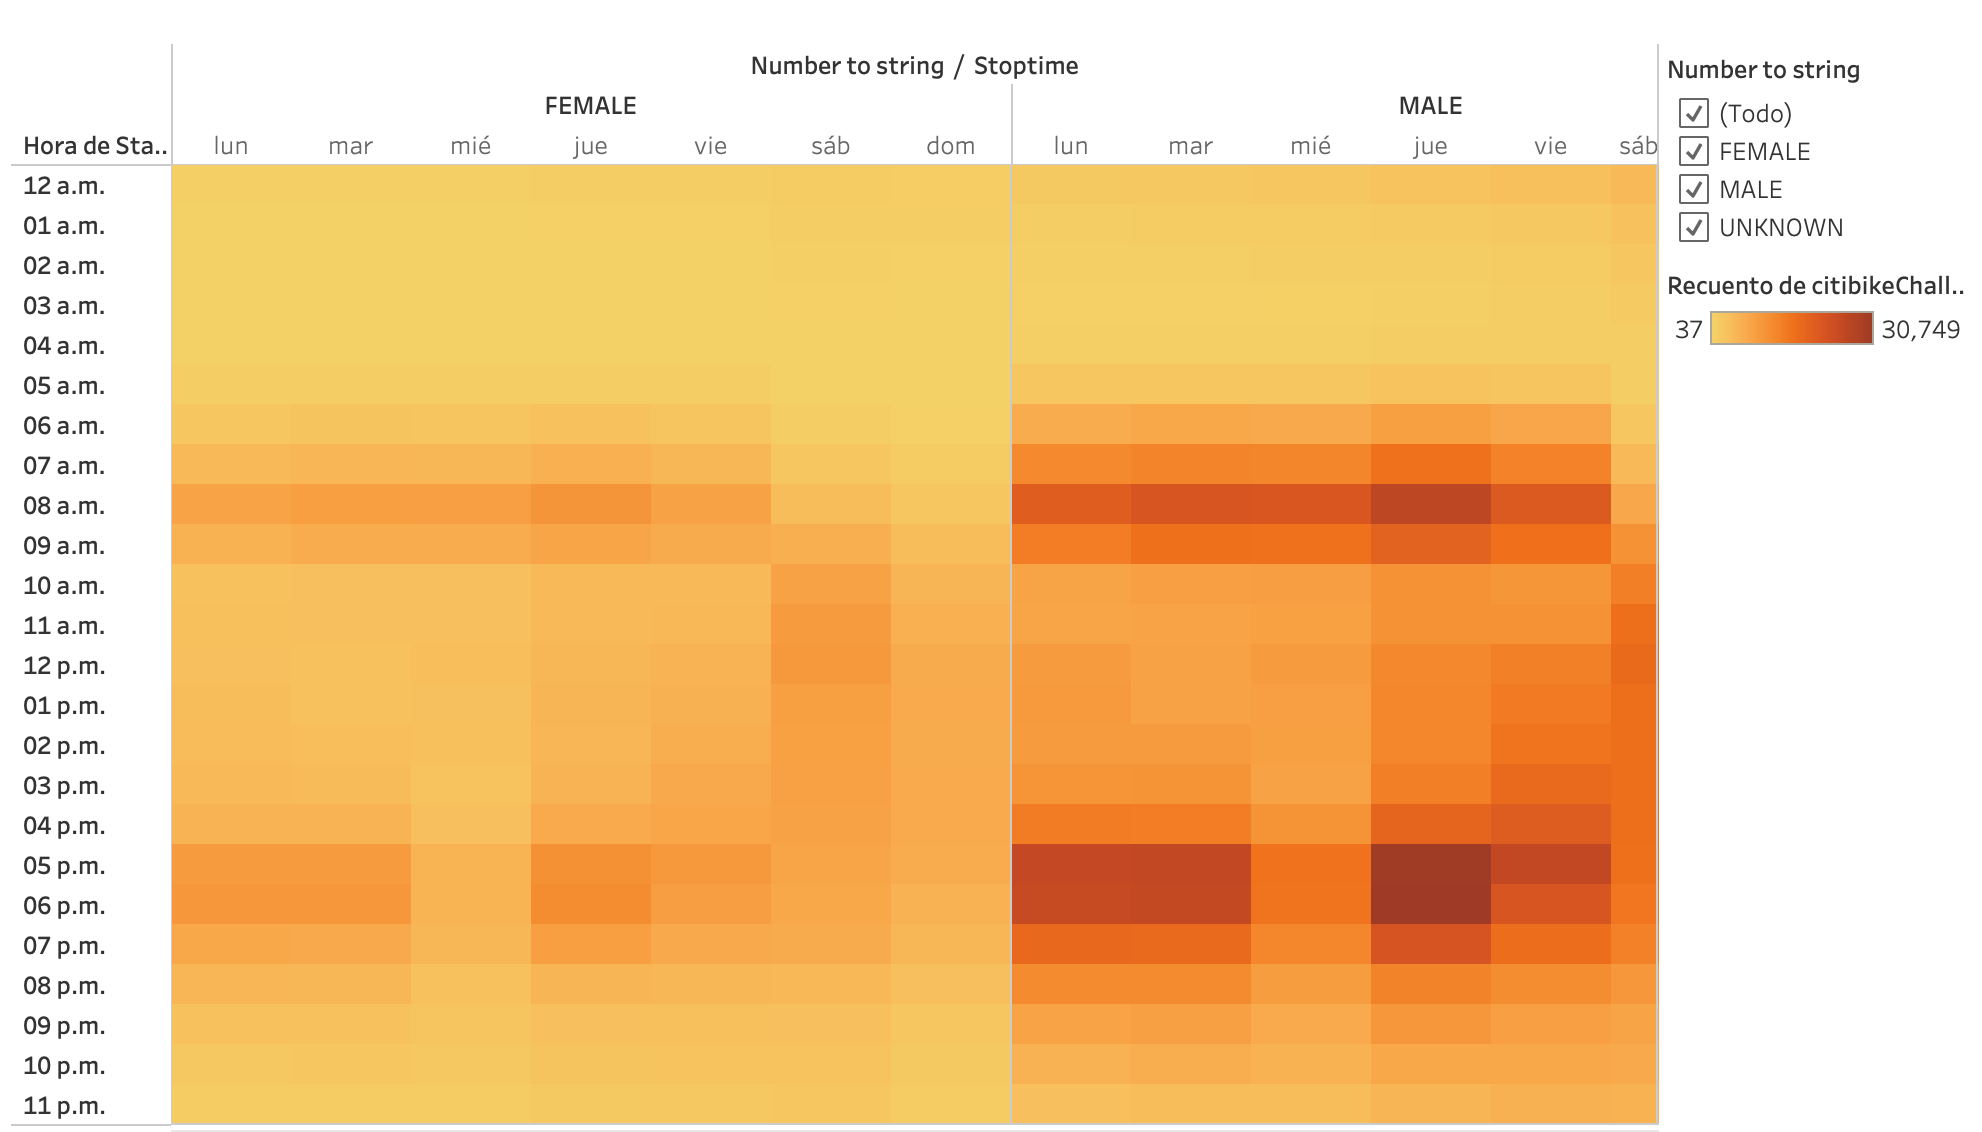 Number to string / Stoptime
FEMALE MALE
Hora de Sta.. lun mar mié jue vie sáb dom lun mar mié jue vie sáb
12 a.m.
01 a.m.
02 a.m.
03 a.m.
04 a.m.
05 a.m.
06 a.m.
07 a.m.
08 a.m.
09 a.m.
10 a.m.
11 a.m.
12 p.m.
01 p.m.
02 p.m.
03 p.m.
04 p.m.
05 p.m.
06 p.m.
07 p.m.
08 p.m.
09 p.m.
10 p.m.
11 p.m.
Number to string
(Todo)
FEMALE
MALE
UNKNOWN
Recuento de citibikeChall..
37 30,749